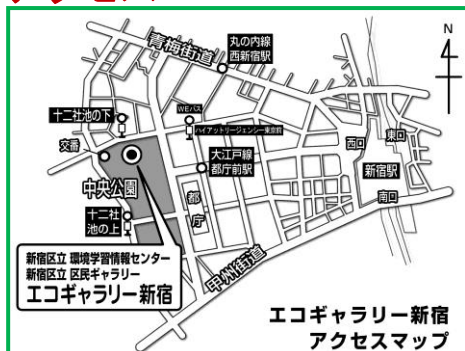 アクセス
N
青梅街道
丸の内線
西新宿駅
十二社池の下
WEバス
ハイアットリージェンシー東京前
交番
大江戸線
都庁前駅
西口
東口
新宿駅
南口
中央公園
都庁
十二社
池の上
甲州街道
新宿区立 環境学習情報センター
新宿区立 区民ギャラリー
エコギャラリー新宿
エコギャラリー新宿
アクセスマップ